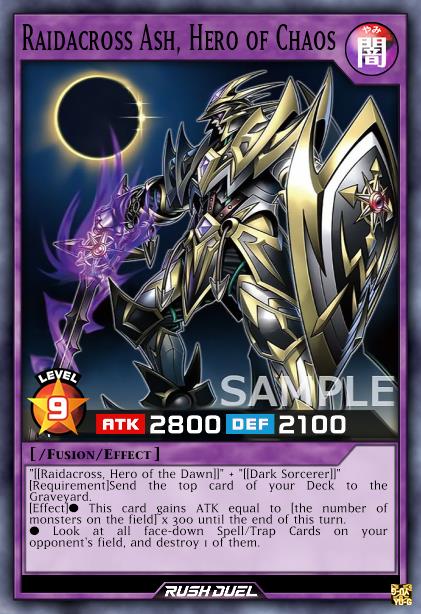 Raidacross Ash, Hero of Chaos
やみ
闇
SAMPLE
LEVEL
9
ATK 2800 DEF 2100
[/Fusion/Effect]
"[[Raidacross, Hero of the Dawn]]" + "[[Dark Sorcerer]]"
[Requirement]Send the top card of your Deck to the
Graveyard.
[Effect]● This card gains ATK equal to [the number of
monsters on the field] x 300 until the end of this turn.
● Look at all face-down Spell/Trap Cards on your
opponent's field, and destroy 1 of them.
RUSH DUEL